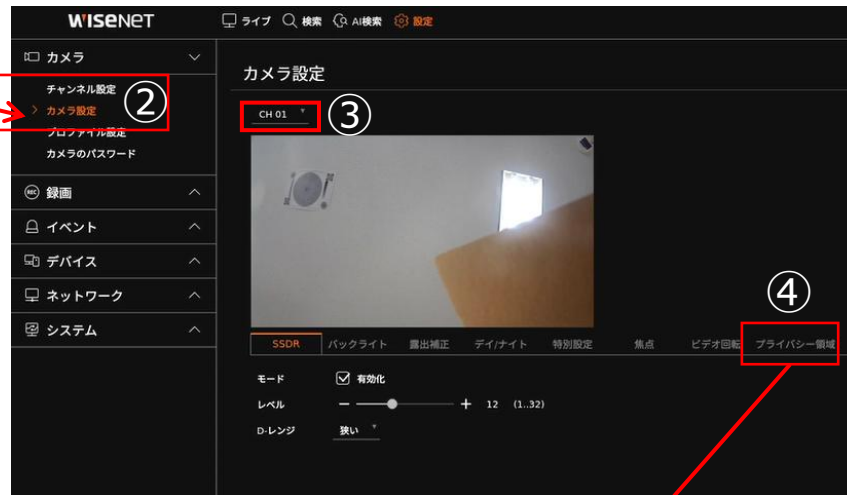 WISENET ライブ 検索 AI検索 設定
カメラ
チャンネル設定
カメラ設定
②
プロファイル設定
カメラのパスワード
REC 録画
イベント
デバイス
ネットワーク
システム
カメラ設定
CH 01
③
④
SSDR バックライト 露出補正 デイ/ナイト 特別設定 焦点 ビデオ回転 プライバシー領域
モード 有効化
レベル − + 12 (1..32)
D-レンジ 狭い